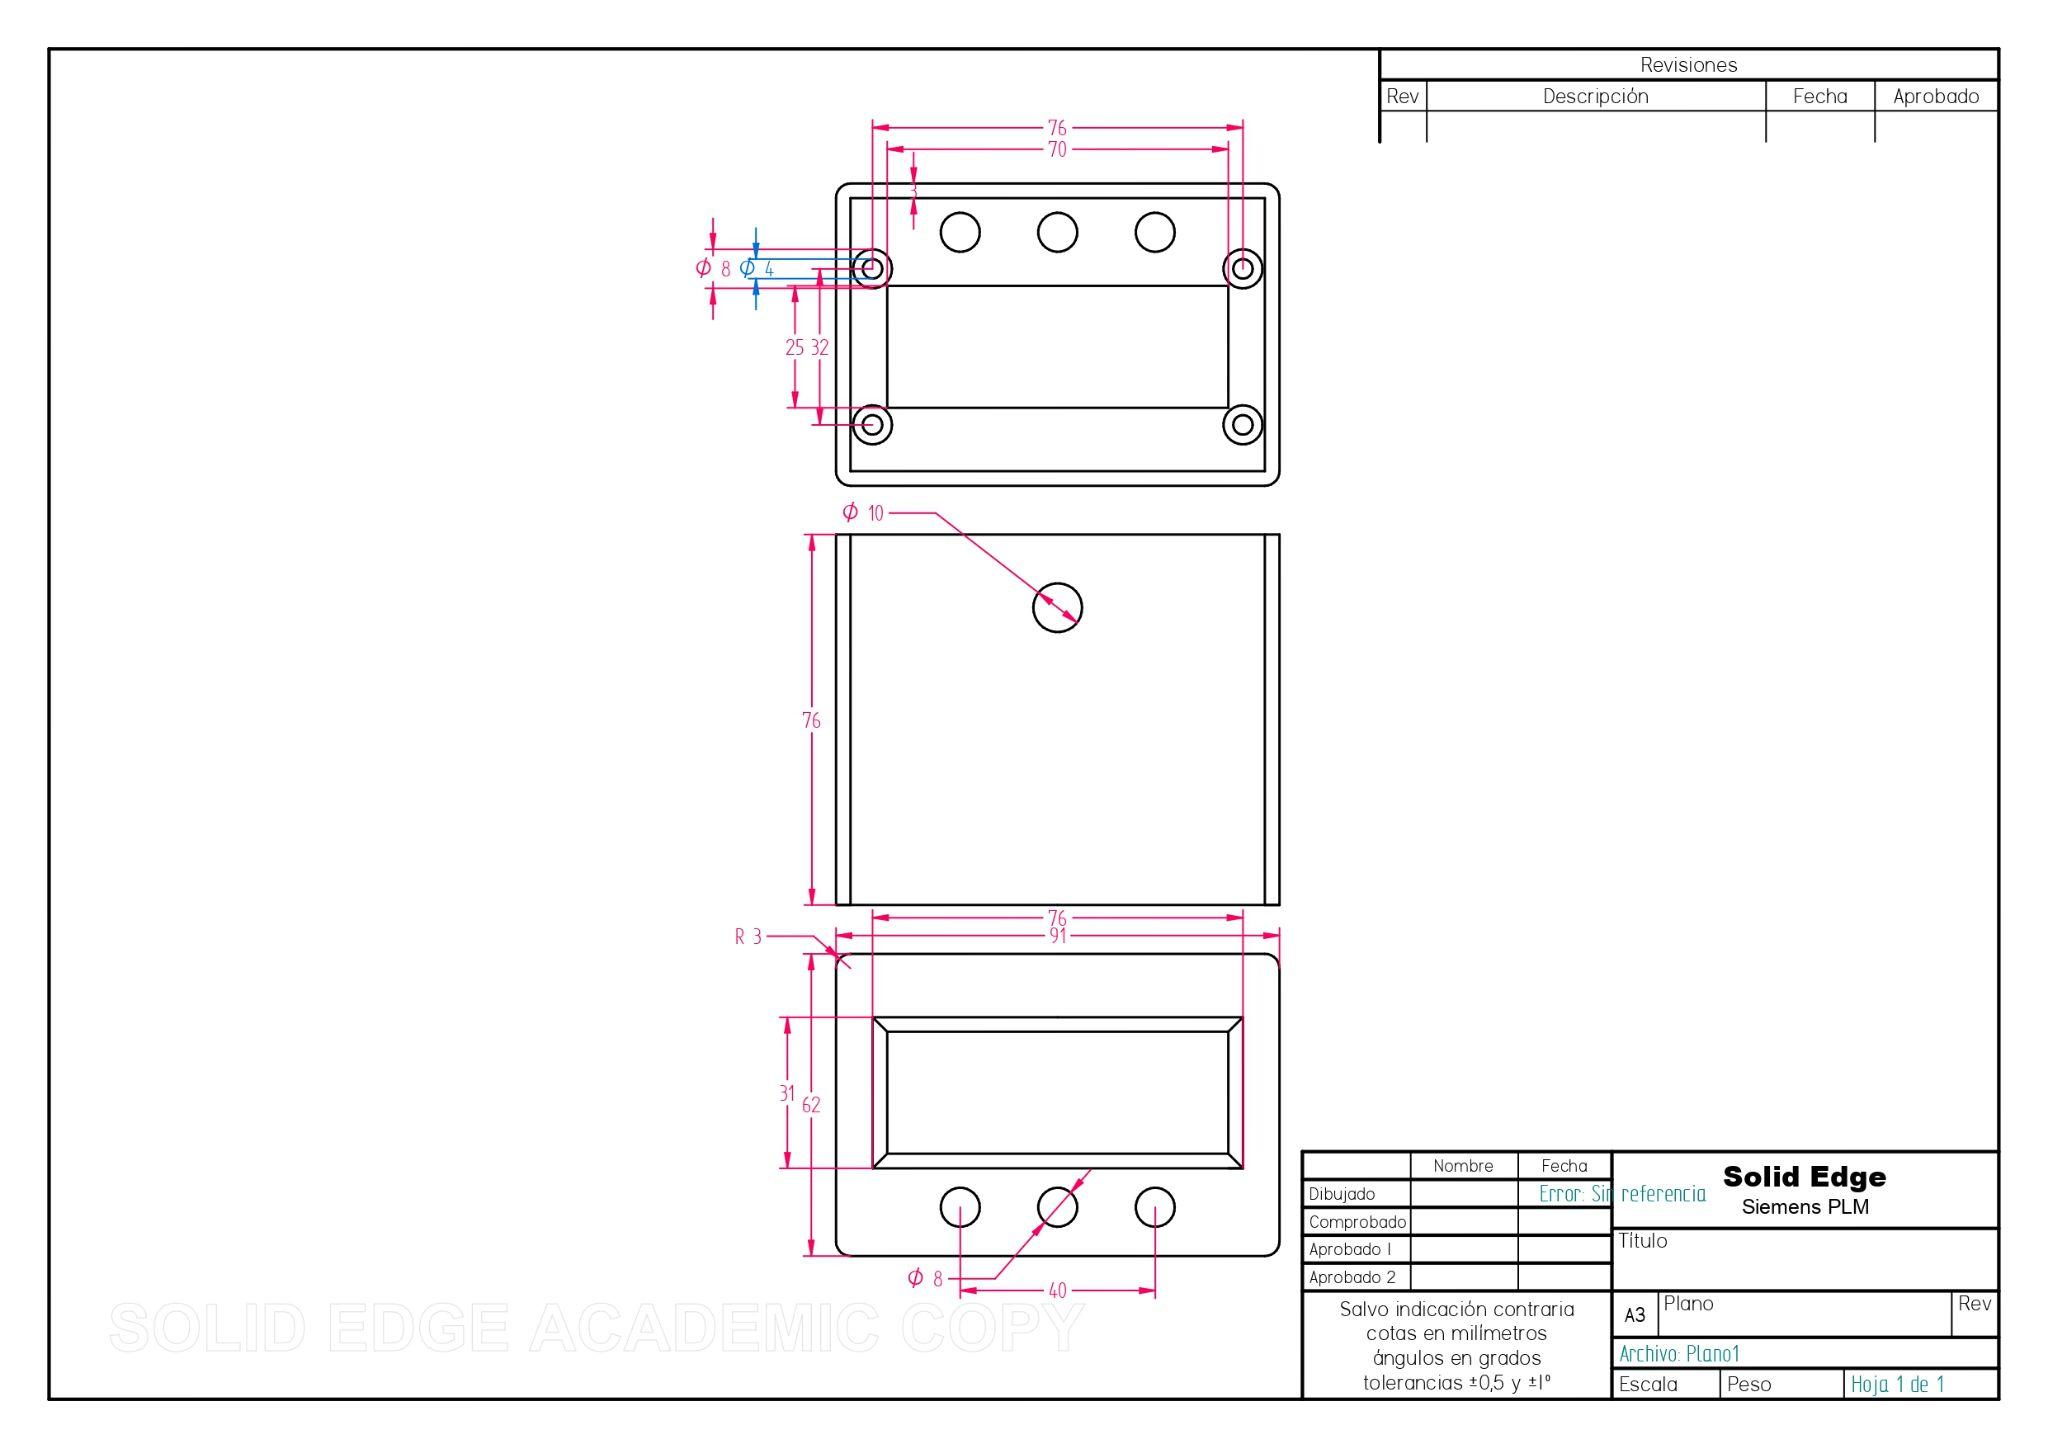 Revisiones
Rev Descripción Fecha Aprobado
76
70
3
Φ 8 Φ 4
25 32
Φ 10
76
76
91
R 3
31
62
Φ 8
40
Nombre Fecha
Dibujado Error: Sin referencia
Comprobado
Aprobado 1
Aprobado 2
Solid Edge
Siemens PLM
Título
Salvo indicación contraria
cotas en milímetros
ángulos en grados
tolerancias ±0,5 y ±1º
A3 Plano Rev
Archivo: Plano1
Escala Peso Hoja 1 de 1
SOLID EDGE ACADEMIC COPY